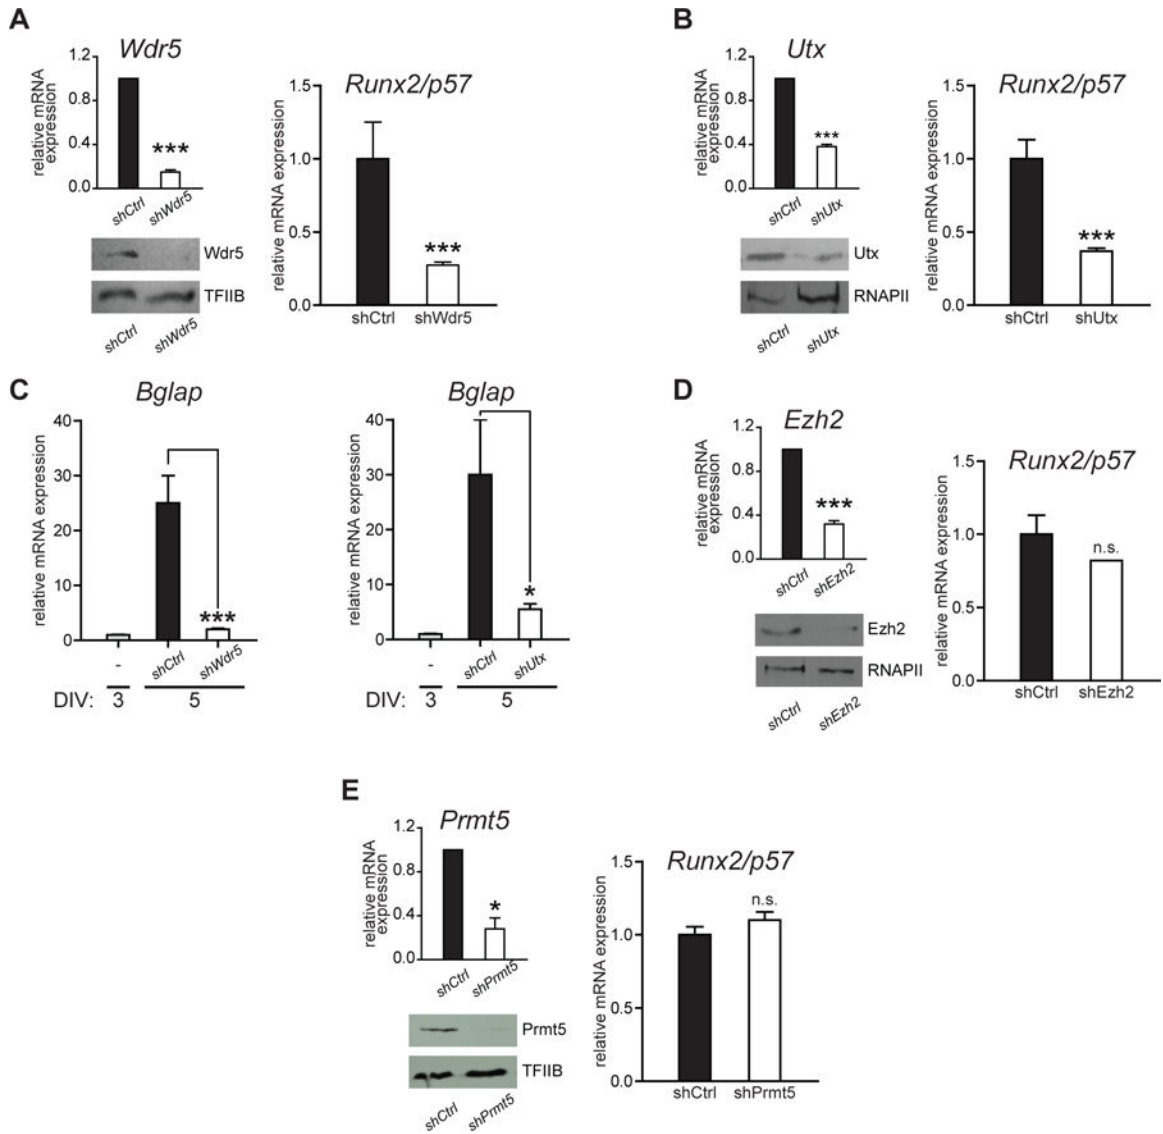 A
Wdr5
relative mRNA
expression
1.2
0.8
0.4
0.0
***
shCtrl
shWdr5
Wdr5
TFIIB
shCtrl
shWdr5
Runx2/p57
relative mRNA expression
1.5
1.0
0.5
0.0
***
shCtrl
shWdr5
B
Utx
relative mRNA
expression
1.2
0.8
0.4
0.0
***
shCtrl
shUtx
Utx
RNAPII
shCtrl
shUtx
Runx2/p57
relative mRNA expression
1.5
1.0
0.5
0.0
***
shCtrl
shUtx
C
Bglap
relative mRNA expression
40
30
20
10
0
***
-
shCtrl
shWdr5
DIV: 3 5
Bglap
relative mRNA expression
40
30
20
10
0
*
-
shCtrl
shUtx
DIV: 3 5
D
Ezh2
relative mRNA
expression
1.2
0.8
0.4
0.0
***
shCtrl
shEzh2
Ezh2
RNAPII
shCtrl
shEzh2
Runx2/p57
relative mRNA expression
1.5
1.0
0.5
0.0
n.s.
shCtrl
shEzh2
E
Prmt5
relative mRNA
expression
1.2
0.8
0.4
0.0
*
shCtrl
shPrmt5
Prmt5
TFIIB
shCtrl
shPrmt5
Runx2/p57
relative mRNA expression
1.5
1.0
0.5
0.0
n.s.
shCtrl
shPrmt5